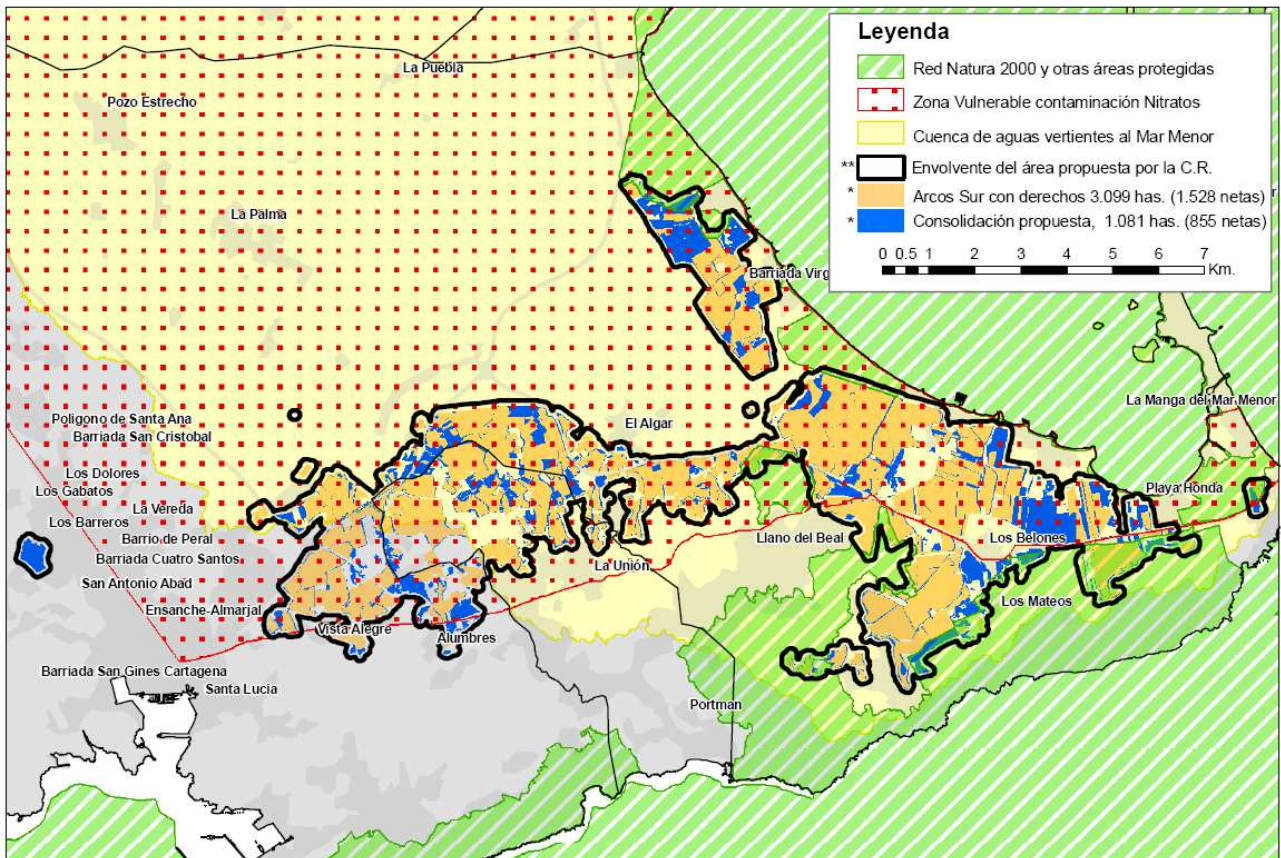 Leyenda
Red Natura 2000 y otras áreas protegidas
Zona Vulnerable contaminación Nitratos
Cuenca de aguas vertientes al Mar Menor
** Envolvente del área propuesta por la C.R.
* Arcos Sur con derechos 3.099 has. (1.528 netas)
* Consolidación propuesta, 1.081 has. (855 netas)
0 0.5 1 2 3 4 5 6 7
Km.
La Puebla
Pozo Estrecho
La Palma
Barriada Virg
La Manga del Mar Menor
Poligono de Santa Ana
El Algar
Barriada San Cristobal
Los Dolores
Los Gabatos
Playa Honda
La Vereda
Los Barreros
Barrio de Peral
Llano del Beal
Los Belones
Barriada Cuatro Santos
La Unión
San Antonio Abad
Los Mateos
Ensanche-Almarjal
Vista Alegre
Alumbres
Barriada San Gines Cartagena
Santa Lucia
Portman